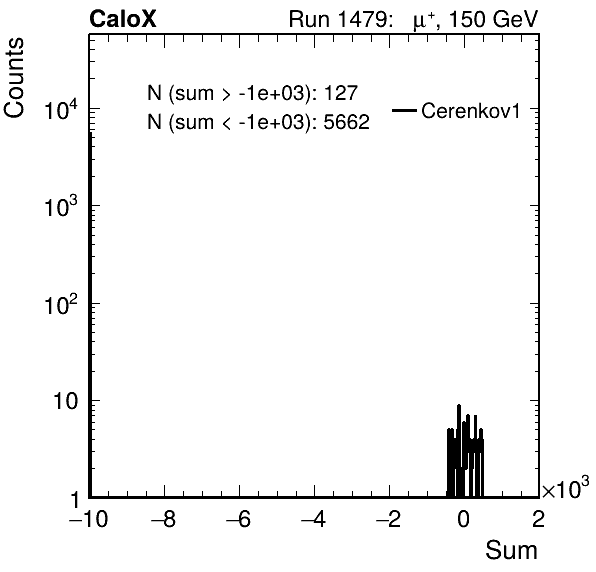 CaloX Run 1479: μ⁺, 150 GeV
Counts
N (sum > -1e+03): 127
N (sum < -1e+03): 5662
Cerenkov1
10⁴
10³
10²
10
1
−10 −8 −6 −4 −2 0 2
×10³
Sum